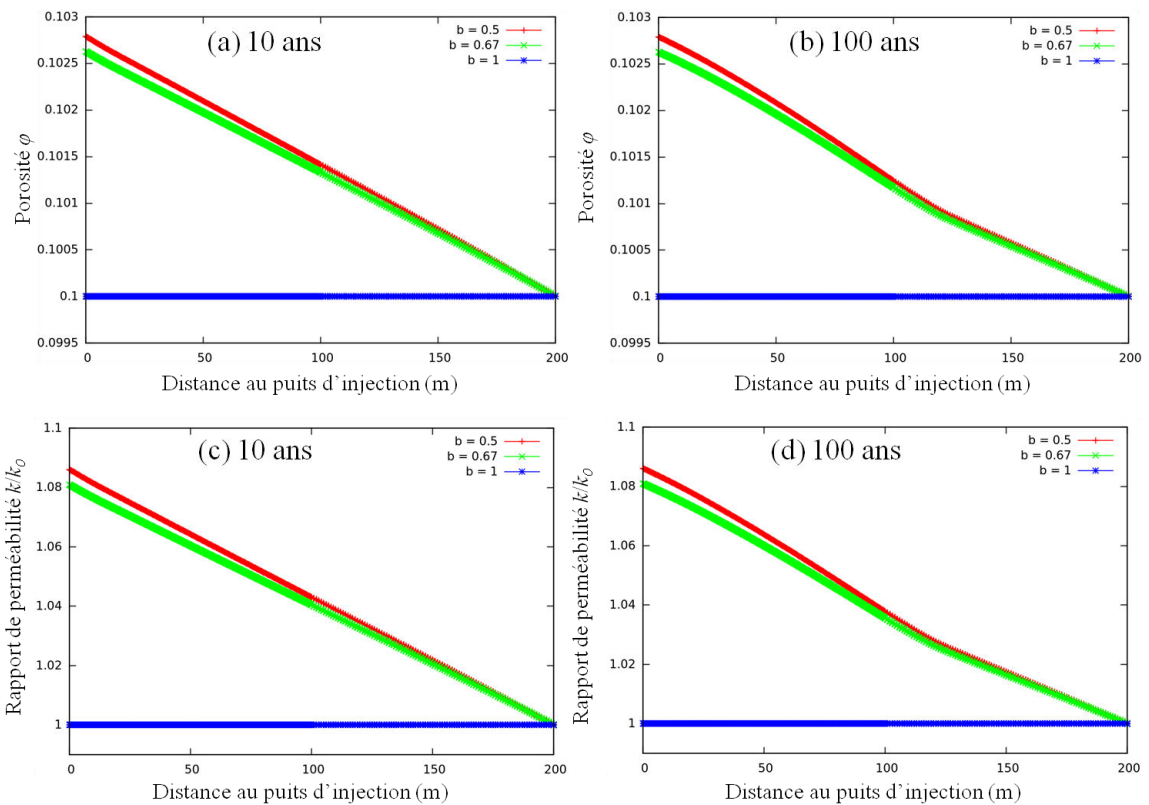 (a) 10 ans
b = 0.5
b = 0.67
b = 1
0.103
0.1025
0.102
0.1015
0.101
0.1005
0.1
0.0995
Porosité φ
0
50
100
150
200
Distance au puits d’injection (m)
(b) 100 ans
b = 0.5
b = 0.67
b = 1
0.103
0.1025
0.102
0.1015
0.101
0.1005
0.1
0.0995
Porosité φ
0
50
100
150
200
Distance au puits d’injection (m)
(c) 10 ans
b = 0.5
b = 0.67
b = 1
1.1
1.08
1.06
1.04
1.02
1
Rapport de perméabilité k/k0
0
50
100
150
200
Distance au puits d’injection (m)
(d) 100 ans
b = 0.5
b = 0.67
b = 1
1.1
1.08
1.06
1.04
1.02
1
Rapport de perméabilité k/k0
0
50
100
150
200
Distance au puits d’injection (m)